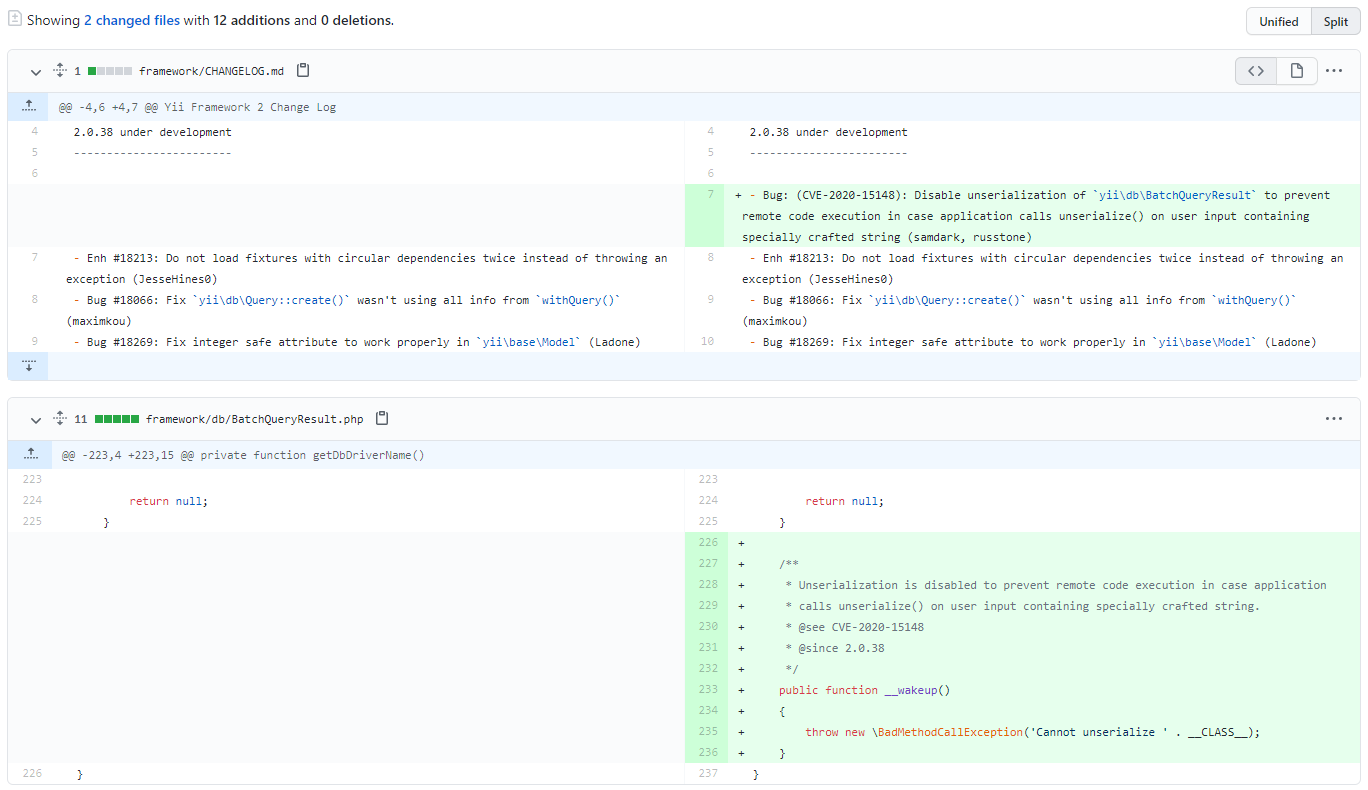 Showing 2 changed files with 12 additions and 0 deletions.
Unified Split
1 framework/CHANGELOG.md
@@ -4,6 +4,7 @@ Yii Framework 2 Change Log
4 2.0.38 under development
5 ------------------------
6
7 - Enh #18213: Do not load fixtures with circular dependencies twice instead of throwing an
exception (JesseHines0)
8 - Bug #18066: Fix `yii\db\Query::create()` wasn't using all info from `withQuery()`
(maximkou)
9 - Bug #18269: Fix integer safe attribute to work properly in `yii\base\Model` (Ladone)
4 2.0.38 under development
5 ------------------------
6
7 + - Bug: (CVE-2020-15148): Disable unserialization of `yii\db\BatchQueryResult` to prevent
remote code execution in case application calls unserialize() on user input containing
specially crafted string (samdark, russtone)
8 - Enh #18213: Do not load fixtures with circular dependencies twice instead of throwing an
exception (JesseHines0)
9 - Bug #18066: Fix `yii\db\Query::create()` wasn't using all info from `withQuery()`
(maximkou)
10 - Bug #18269: Fix integer safe attribute to work properly in `yii\base\Model` (Ladone)
11 framework/db/BatchQueryResult.php
@@ -223,4 +223,15 @@ private function getDbDriverName()
223
224 return null;
225 }
226 }
223
224 return null;
225 }
226 +
227 + /**
228 + * Unserialization is disabled to prevent remote code execution in case application
229 + * calls unserialize() on user input containing specially crafted string.
230 + * @see CVE-2020-15148
231 + * @since 2.0.38
232 + */
233 + public function __wakeup()
234 + {
235 + throw new \BadMethodCallException('Cannot unserialize ' . __CLASS__);
236 + }
237 }